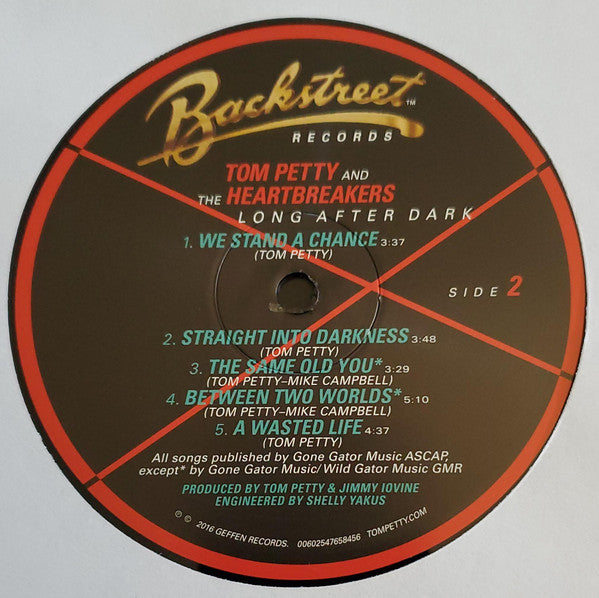 Backstreet™
RECORDS
TOM PETTY AND
THE HEARTBREAKERS
LONG AFTER DARK
1. WE STAND A CHANCE 3:37
(TOM PETTY)
SIDE 2
2. STRAIGHT INTO DARKNESS 3:48
(TOM PETTY)
3. THE SAME OLD YOU* 3:29
(TOM PETTY–MIKE CAMPBELL)
4. BETWEEN TWO WORLDS* 5:10
(TOM PETTY–MIKE CAMPBELL)
5. A WASTED LIFE 4:37
(TOM PETTY)
All songs published by Gone Gator Music ASCAP,
except* by Gone Gator Music/ Wild Gator Music GMR
PRODUCED BY TOM PETTY & JIMMY IOVINE
ENGINEERED BY SHELLY YAKUS
℗ © 2016 GEFFEN RECORDS. 00602547658456 TOMPETTY.COM